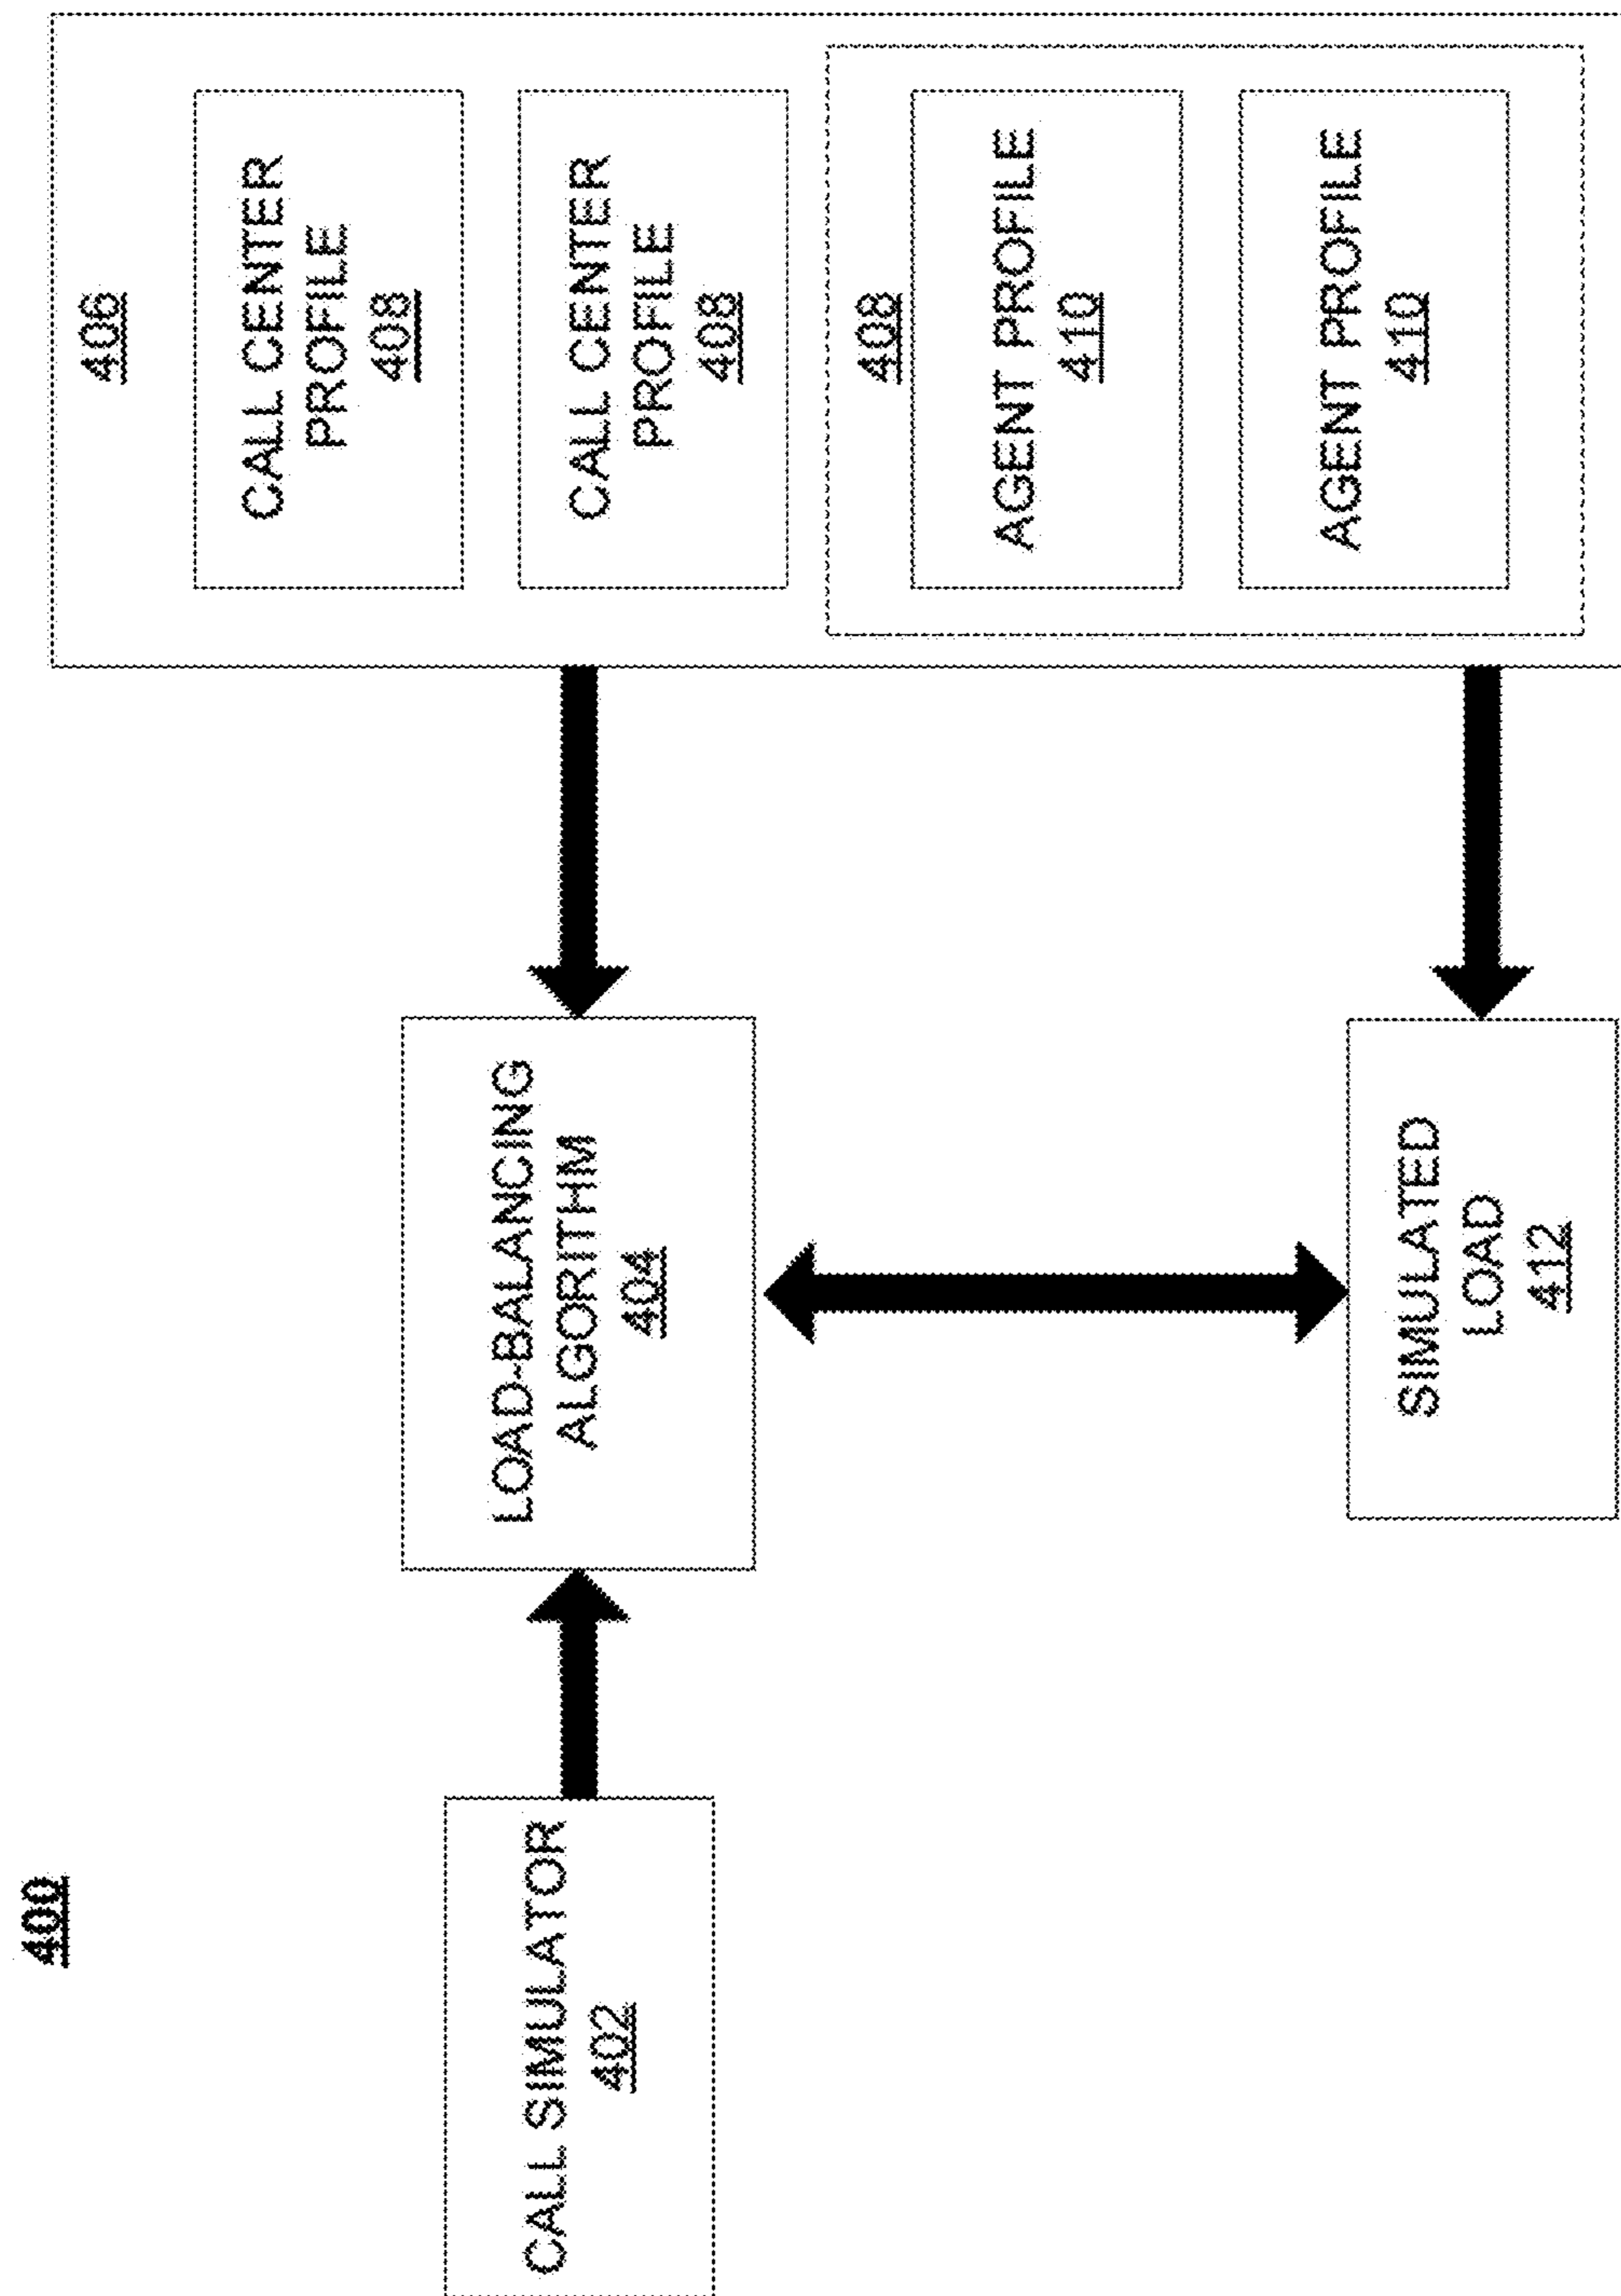 400
CALL SIMULATOR
402
LOAD-BALANCING
ALGORITHM
404
SIMULATED
LOAD
412
406
CALL CENTER
PROFILE
408
CALL CENTER
PROFILE
408
408
AGENT PROFILE
410
AGENT PROFILE
410